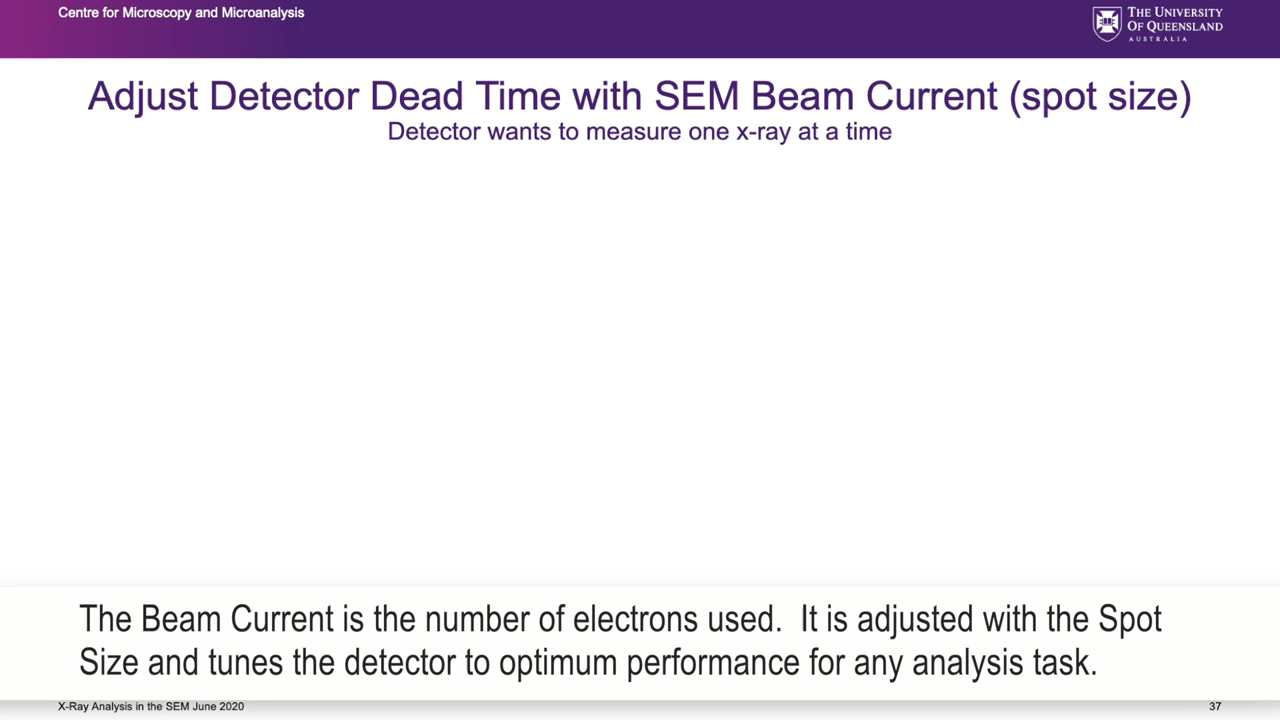 Centre for Microscopy and Microanalysis
THE UNIVERSITY
OF QUEENSLAND
AUSTRALIA
Adjust Detector Dead Time with SEM Beam Current (spot size)
Detector wants to measure one x-ray at a time
The Beam Current is the number of electrons used.  It is adjusted with the Spot
Size and tunes the detector to optimum performance for any analysis task.
X-Ray Analysis in the SEM June 2020
37